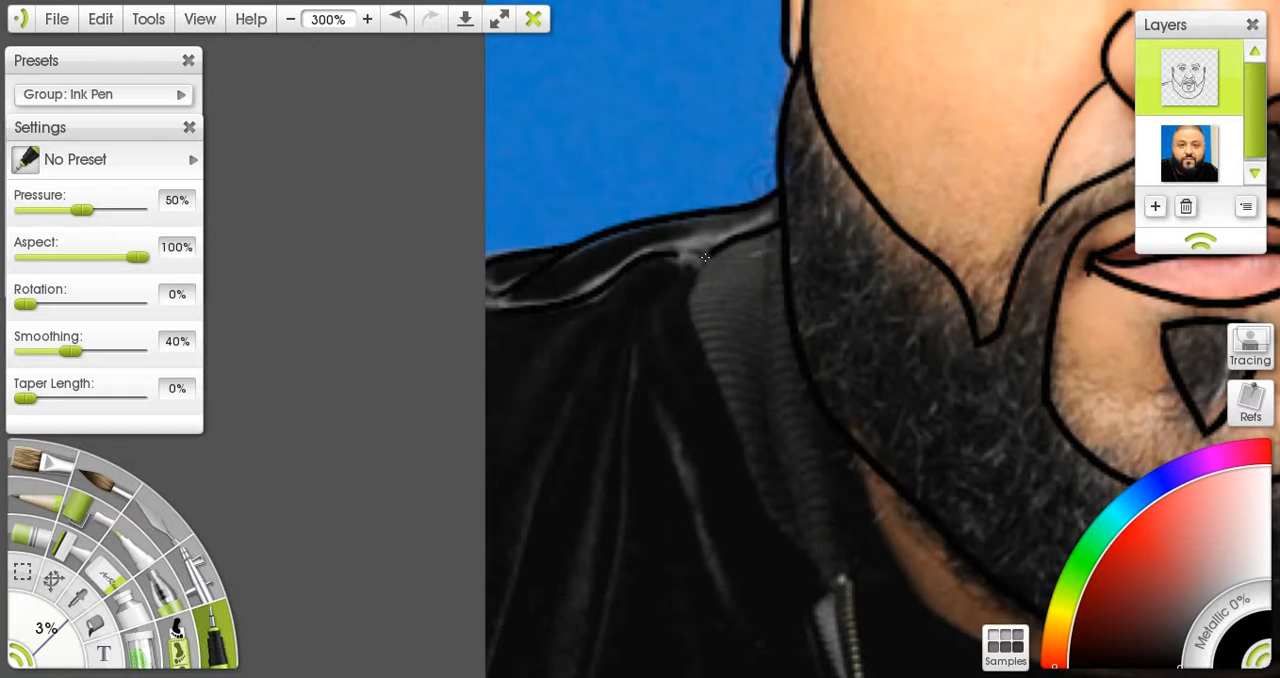 File Edit Tools View Help − 300% +
Presets
Group: Ink Pen
Settings
No Preset
Pressure:
50%
Aspect:
100%
Rotation:
0%
Smoothing:
40%
Taper Length:
0%
3%
T
Layers
Tracing
Refs
Metallic 0%
Samples